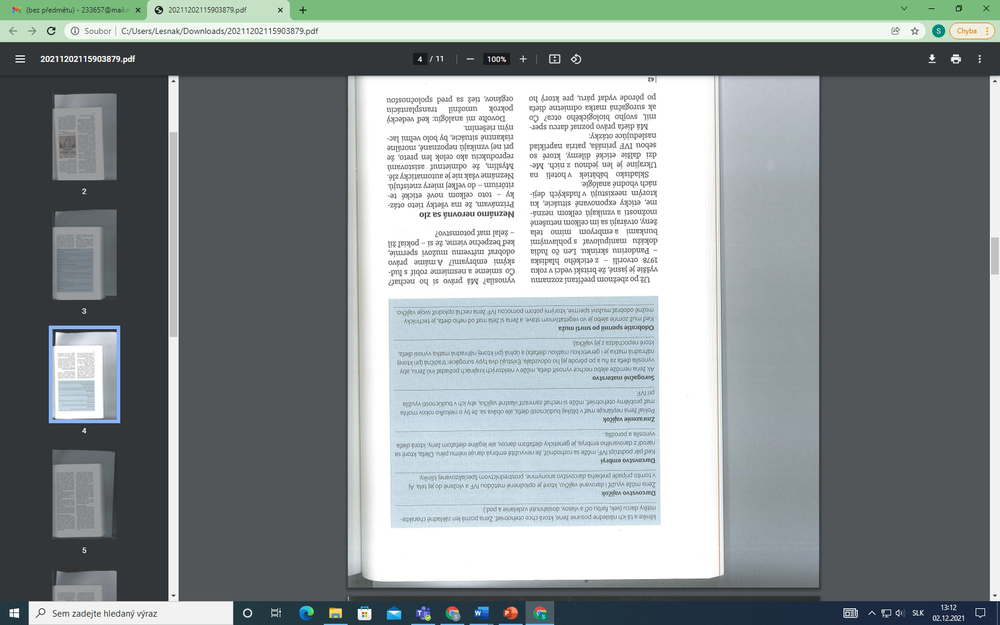 (bez předmětu) - 233657@mail.m
20211202115903879.pdf
Soubor
C:/Users/Lesnak/Downloads/20211202115903879.pdf
S
Chyba
20211202115903879.pdf
4 / 11
100%
2
3
4
5
klinike a tá ich následne posunie žene, ktorá chce otehotnieť. Žena pozná len základné charakte-
ristiky darcu (vek, farbu očí a vlasov, dosiahnuté vzdelanie a pod.)
Darcovstvo vajíčok
Žena môže využiť i darované vajíčko, ktoré je oplodnené metódou IVF a vložené do jej tela. Aj
v tomto prípade prebieha darcovstvo anonymne, prostredníctvom špecializovanej kliniky.
Darcovstvo embryí
Keď pár podstúpi IVF, môže sa rozhodnúť, že nevyužité embryá daruje inému páru. Dieťa, ktoré sa
narodí z darovaného embrya, je geneticky dieťaťom darcov, ale legálne dieťaťom ženy, ktorá dieťa
vynosila a porodila.
Zmrazenie vajíčok
Pokiaľ žena neplánuje mať v blízkej budúcnosti dieťa, ale obáva sa, že by o niekoľko rokov mohla
mať problémy otehotnieť, môže si nechať zamraziť vlastné vajíčka, aby ich v budúcnosti využila
pri IVF.
Surogačné materstvo
Ak žena nemôže alebo nechce vynosiť dieťa, môže v niektorých krajinách požiadať inú ženu, aby
vynosila dieťa za ňu a po pôrode jej ho odovzdala. Existujú dva typy surogácie: tradičná (pri ktorej
náhradná matka je i genetickou matkou dieťaťa) a úplná (pri ktorej náhradná matka vynosí dieťa,
ktoré nepochádza z jej vajíčka).
Odobratie spermií po smrti muža
Keď muž zomrie alebo je vo vegetatívnom stave, a žena si želá mať od neho dieťa, je technicky
možné odobrať mužovi spermie, ktorými potom pomocou IVF žena nechá oplodniť svoje vajíčko.
Už po zbežnom prečítaní zoznamu
vyššie je jasné, že britskí vedci v roku
1978 otvorili – z etického hľadiska
– Pandorinu skrinku. Len čo ľudia
dokážu manipulovať s pohlavnými
bunkami a embryom mimo tela
ženy, otvárajú sa im celkom netušené
možnosti a vznikajú celkom nezná-
me, eticky exponované situácie, ku
ktorým neexistujú v ľudských deji-
nách vhodné analógie.
Skladisko bábätiek v hoteli na
Ukrajine je len jednou z nich. Me-
dzi ďalšie etické dilemy, ktoré so
sebou IVF prináša, patria napríklad
nasledujúce otázky:
Má dieťa právo poznať darcu sper-
mií, svojho biologického otca? Čo
ak surogačná matka odmietne dieťa
po pôrode vydať páru, pre ktorý ho
vynosila? Má právo si ho nechať?
Čo smieme a nesmieme robiť s ľud-
skými embryami? A máme právo
odobrať mŕtvemu mužovi spermie,
keď bezpečne vieme, že si – pokiaľ žil
– želal mať potomstvo?
Neznámo nerovná sa zlo
Priznávam, že ma všetky tieto otáz-
ky – toto celkom nové etické te-
ritórium – do veľkej miery zneisťujú.
Neznáme však nie je automaticky zlé.
Myslím, že odmietnuť asistovanú
reprodukciu ako celok len preto, že
pri nej vznikajú nepoznané, morálne
riskantné situácie, by bolo veľmi lac-
ným riešením.
Dovoľte mi analógiu: keď vedecký
pokrok umožnil transplantáciu
orgánov, tiež sa pred spoločnosťou
42
Sem zadejte hledaný výraz
SLK
13:12
02.12.2021